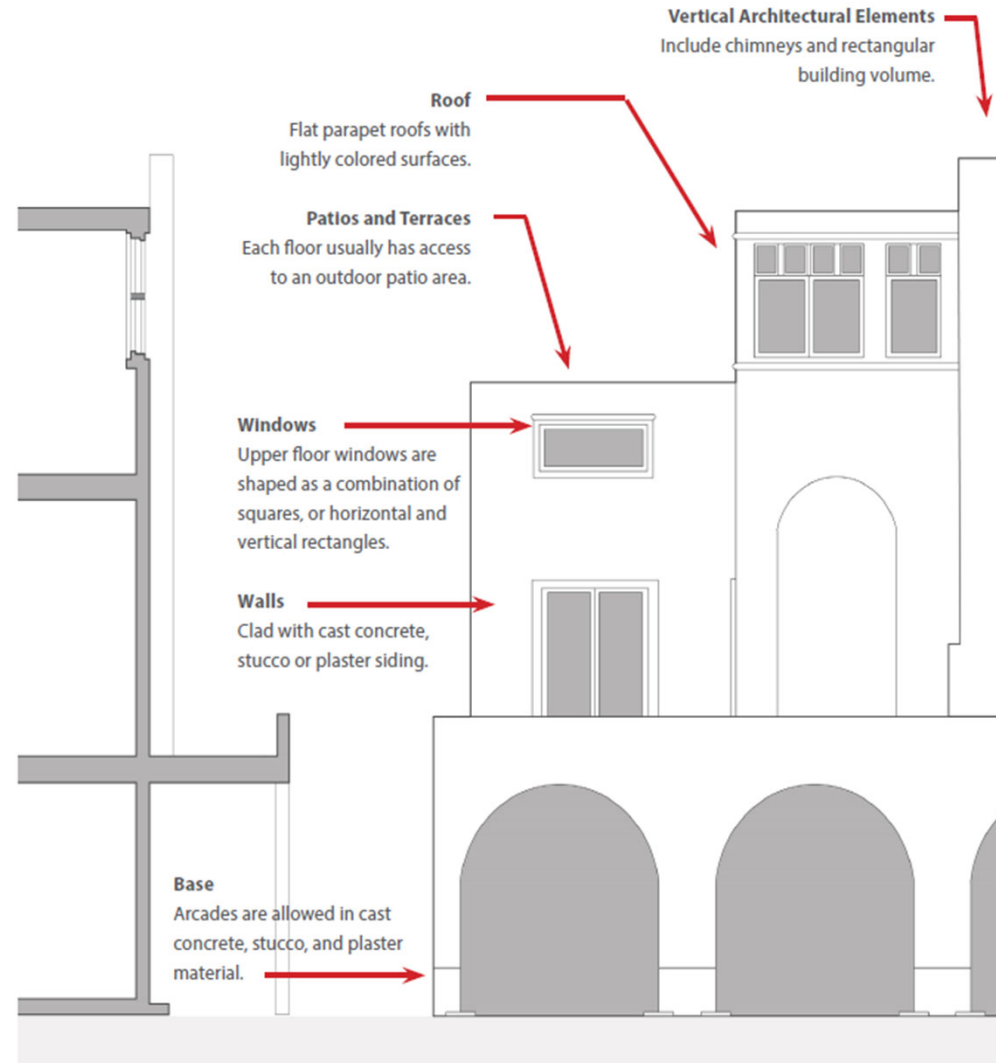 Vertical Architectural Elements
Include chimneys and rectangular
building volume.
Roof
Flat parapet roofs with
lightly colored surfaces.
Patios and Terraces
Each floor usually has access
to an outdoor patio area.
Windows
Upper floor windows are
shaped as a combination of
squares, or horizontal and
vertical rectangles.
Walls
Clad with cast concrete,
stucco or plaster siding.
Base
Arcades are allowed in cast
concrete, stucco, and plaster
material.